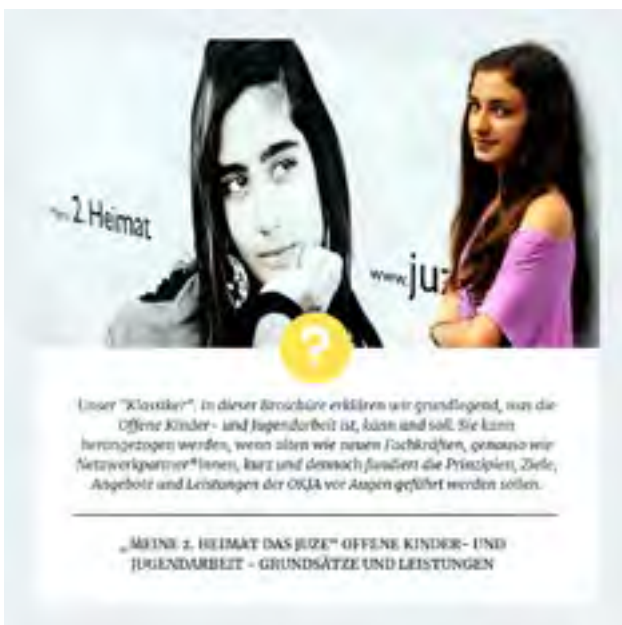 2 Heimat
www.juz
?
Unser "Klassiker". In dieser Broschüre erklären wir grundlegend, was die
Offene Kinder- und Jugendarbeit ist, kann und soll. Sie kann
herangezogen werden, wenn alten wie neuen Fachkräften, genauso wie
Netzwerkpartner*innen, kurz und dennoch fundiert die Prinzipien, Ziele,
Angebote und Leistungen der OKJA vor Augen geführt werden sollen.
„MEINE 2. HEIMAT DAS JUZE“ OFFENE KINDER- UND
JUGENDARBEIT - GRUNDSÄTZE UND LEISTUNGEN